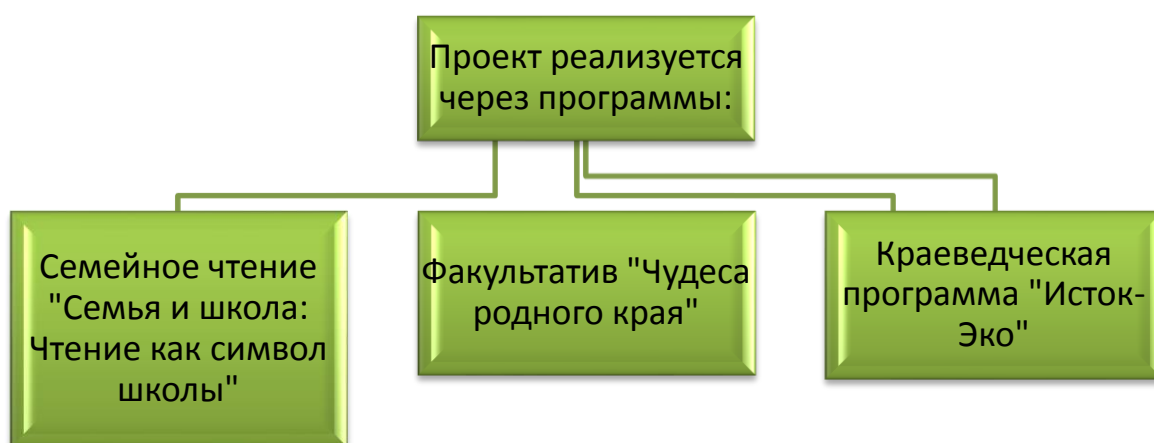 Проект реализуется
через программы:
Семейное чтение
"Семья и школа:
Чтение как символ
школы"
Факультатив "Чудеса
родного края"
Краеведческая
программа "Исток-
Эко"